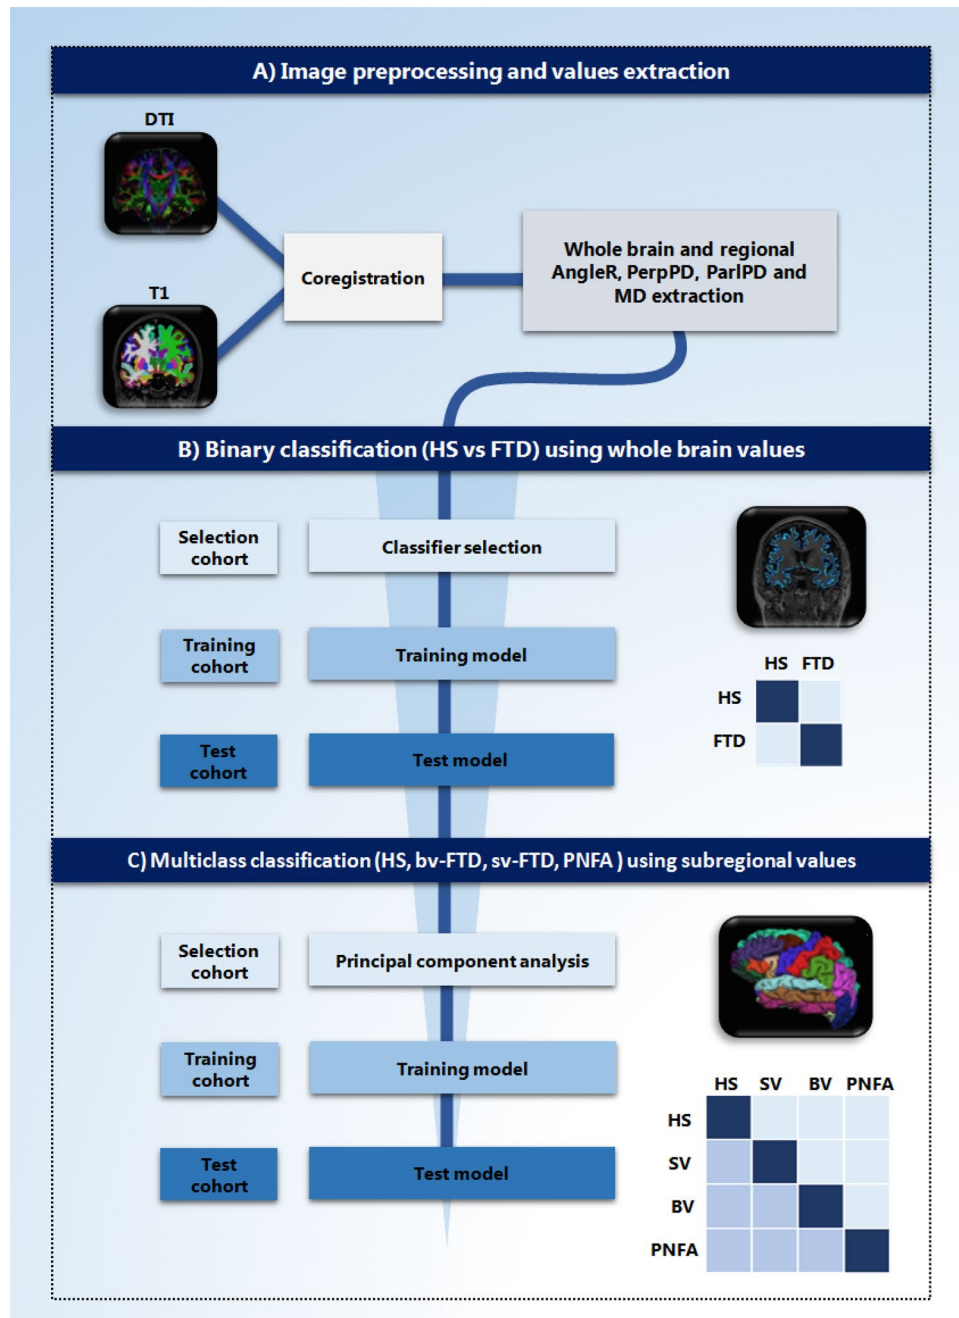 A) Image preprocessing and values extraction
DTI
T1
Coregistration
Whole brain and regional
AngleR, PerpPD, ParlPD and
MD extraction
B) Binary classification (HS vs FTD) using whole brain values
Selection
cohort
Classifier selection
Training
cohort
Training model
Test
cohort
Test model
HS FTD
HS
FTD
C) Multiclass classification (HS, bv-FTD, sv-FTD, PNFA ) using subregional values
Selection
cohort
Principal component analysis
Training
cohort
Training model
Test
cohort
Test model
HS SV BV PNFA
HS
SV
BV
PNFA